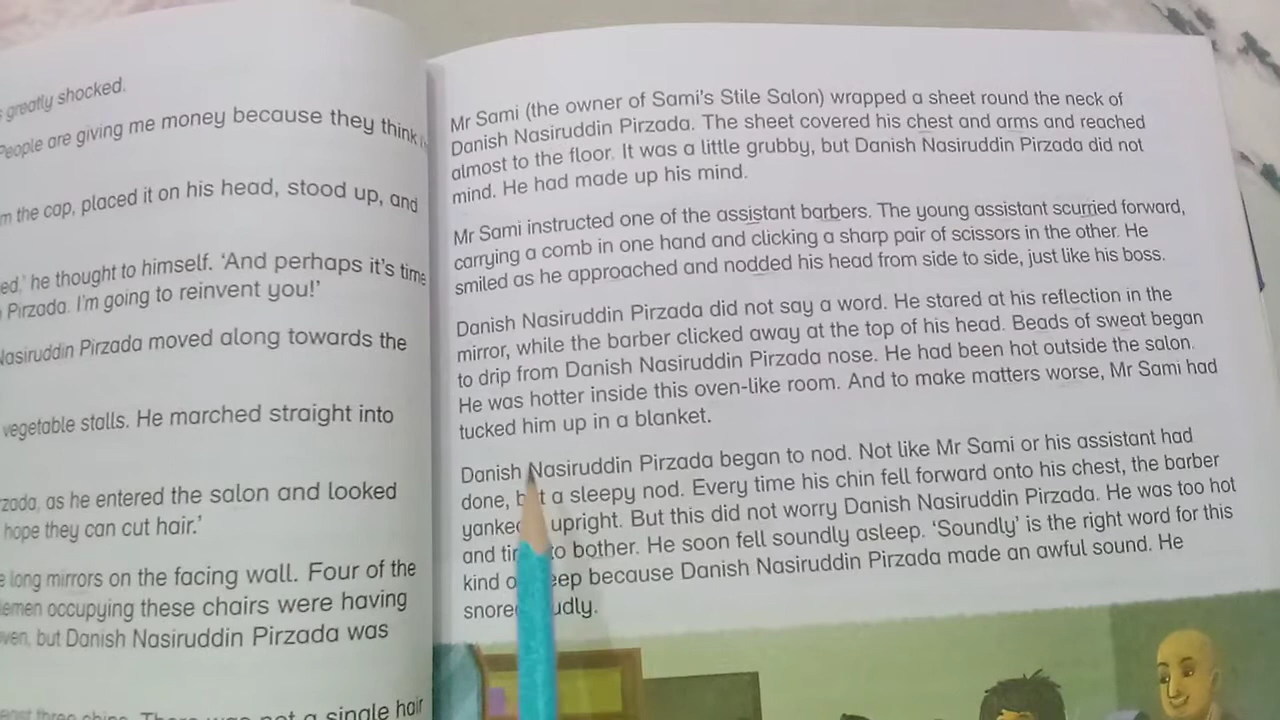 greatly shocked.
People are giving me money because they think
m the cap, placed it on his head, stood up, and
ed,' he thought to himself. 'And perhaps it's time
Pirzada. I'm going to reinvent you!'
Nasiruddin Pirzada moved along towards the
vegetable stalls. He marched straight into
zada, as he entered the salon and looked
hope they can cut hair.'
e long mirrors on the facing wall. Four of the
lemen occupying these chairs were having
ven, but Danish Nasiruddin Pirzada was
three There was not a single hair
Mr Sami (the owner of Sami's Stile Salon) wrapped a sheet round the neck of
Danish Nasiruddin Pirzada. The sheet covered his chest and arms and reached
almost to the floor. It was a little grubby, but Danish Nasiruddin Pirzada did not
mind. He had made up his mind.
Mr Sami instructed one of the assistant barbers. The young assistant scurried forward,
carrying a comb in one hand and clicking a sharp pair of scissors in the other. He
smiled as he approached and nodded his head from side to side, just like his boss.
Danish Nasiruddin Pirzada did not say a word. He stared at his reflection in the
mirror, while the barber clicked away at the top of his head. Beads of sweat began
to drip from Danish Nasiruddin Pirzada nose. He had been hot outside the salon.
He was hotter inside this oven-like room. And to make matters worse, Mr Sami had
tucked him up in a blanket.
Danish Nasiruddin Pirzada began to nod. Not like Mr Sami or his assistant had
done, b t a sleepy nod. Every time his chin fell forward onto his chest, the barber
yanked upright. But this did not worry Danish Nasiruddin Pirzada. He was too hot
and ti to bother. He soon fell soundly asleep. 'Soundly' is the right word for this
kind o eep because Danish Nasiruddin Pirzada made an awful sound. He
snore udly.